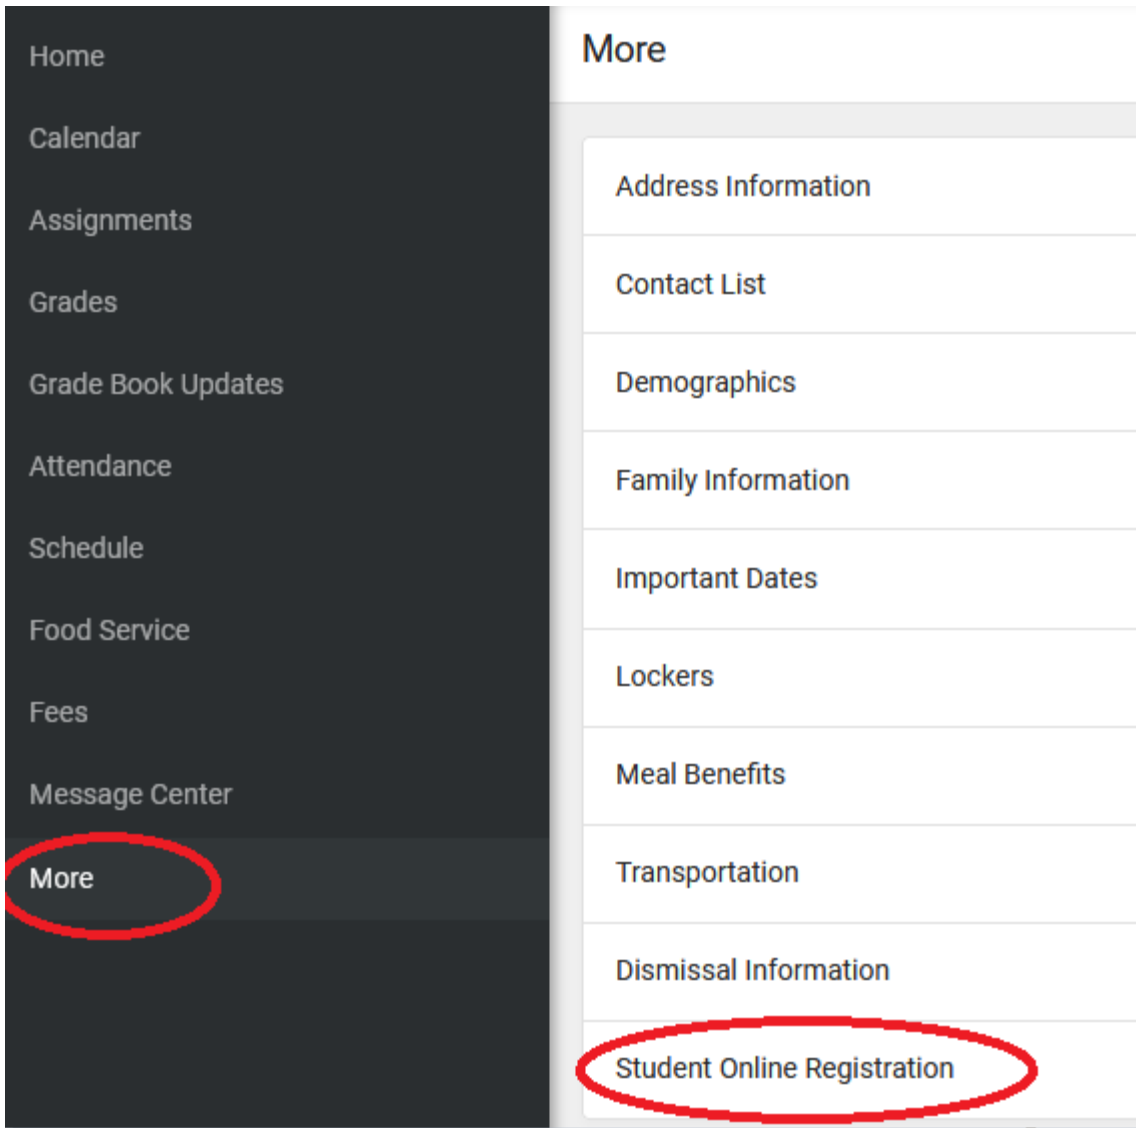 Home
Calendar
Assignments
Grades
Grade Book Updates
Attendance
Schedule
Food Service
Fees
Message Center
More
More
Address Information
Contact List
Demographics
Family Information
Important Dates
Lockers
Meal Benefits
Transportation
Dismissal Information
Student Online Registration